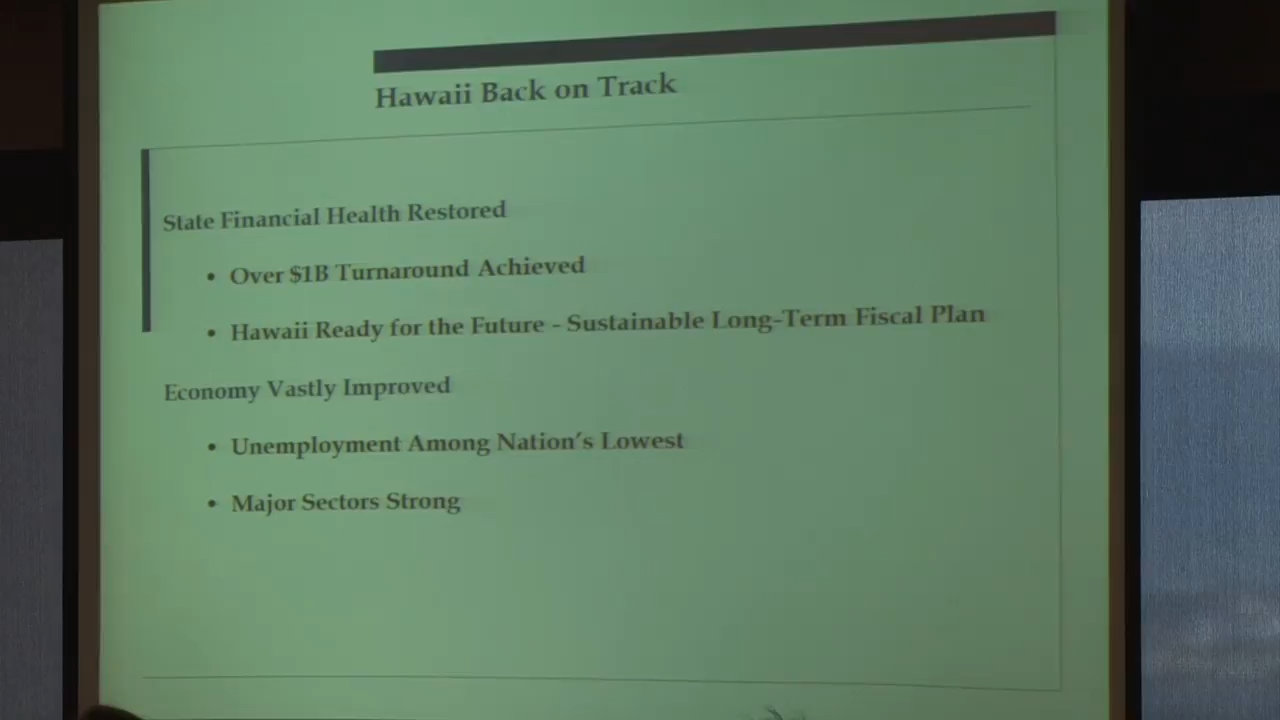 Hawaii Back on Track
State Financial Health Restored
• Over $1B Turnaround Achieved
• Hawaii Ready for the Future - Sustainable Long-Term Fiscal Plan
Economy Vastly Improved
• Unemployment Among Nation's Lowest
• Major Sectors Strong